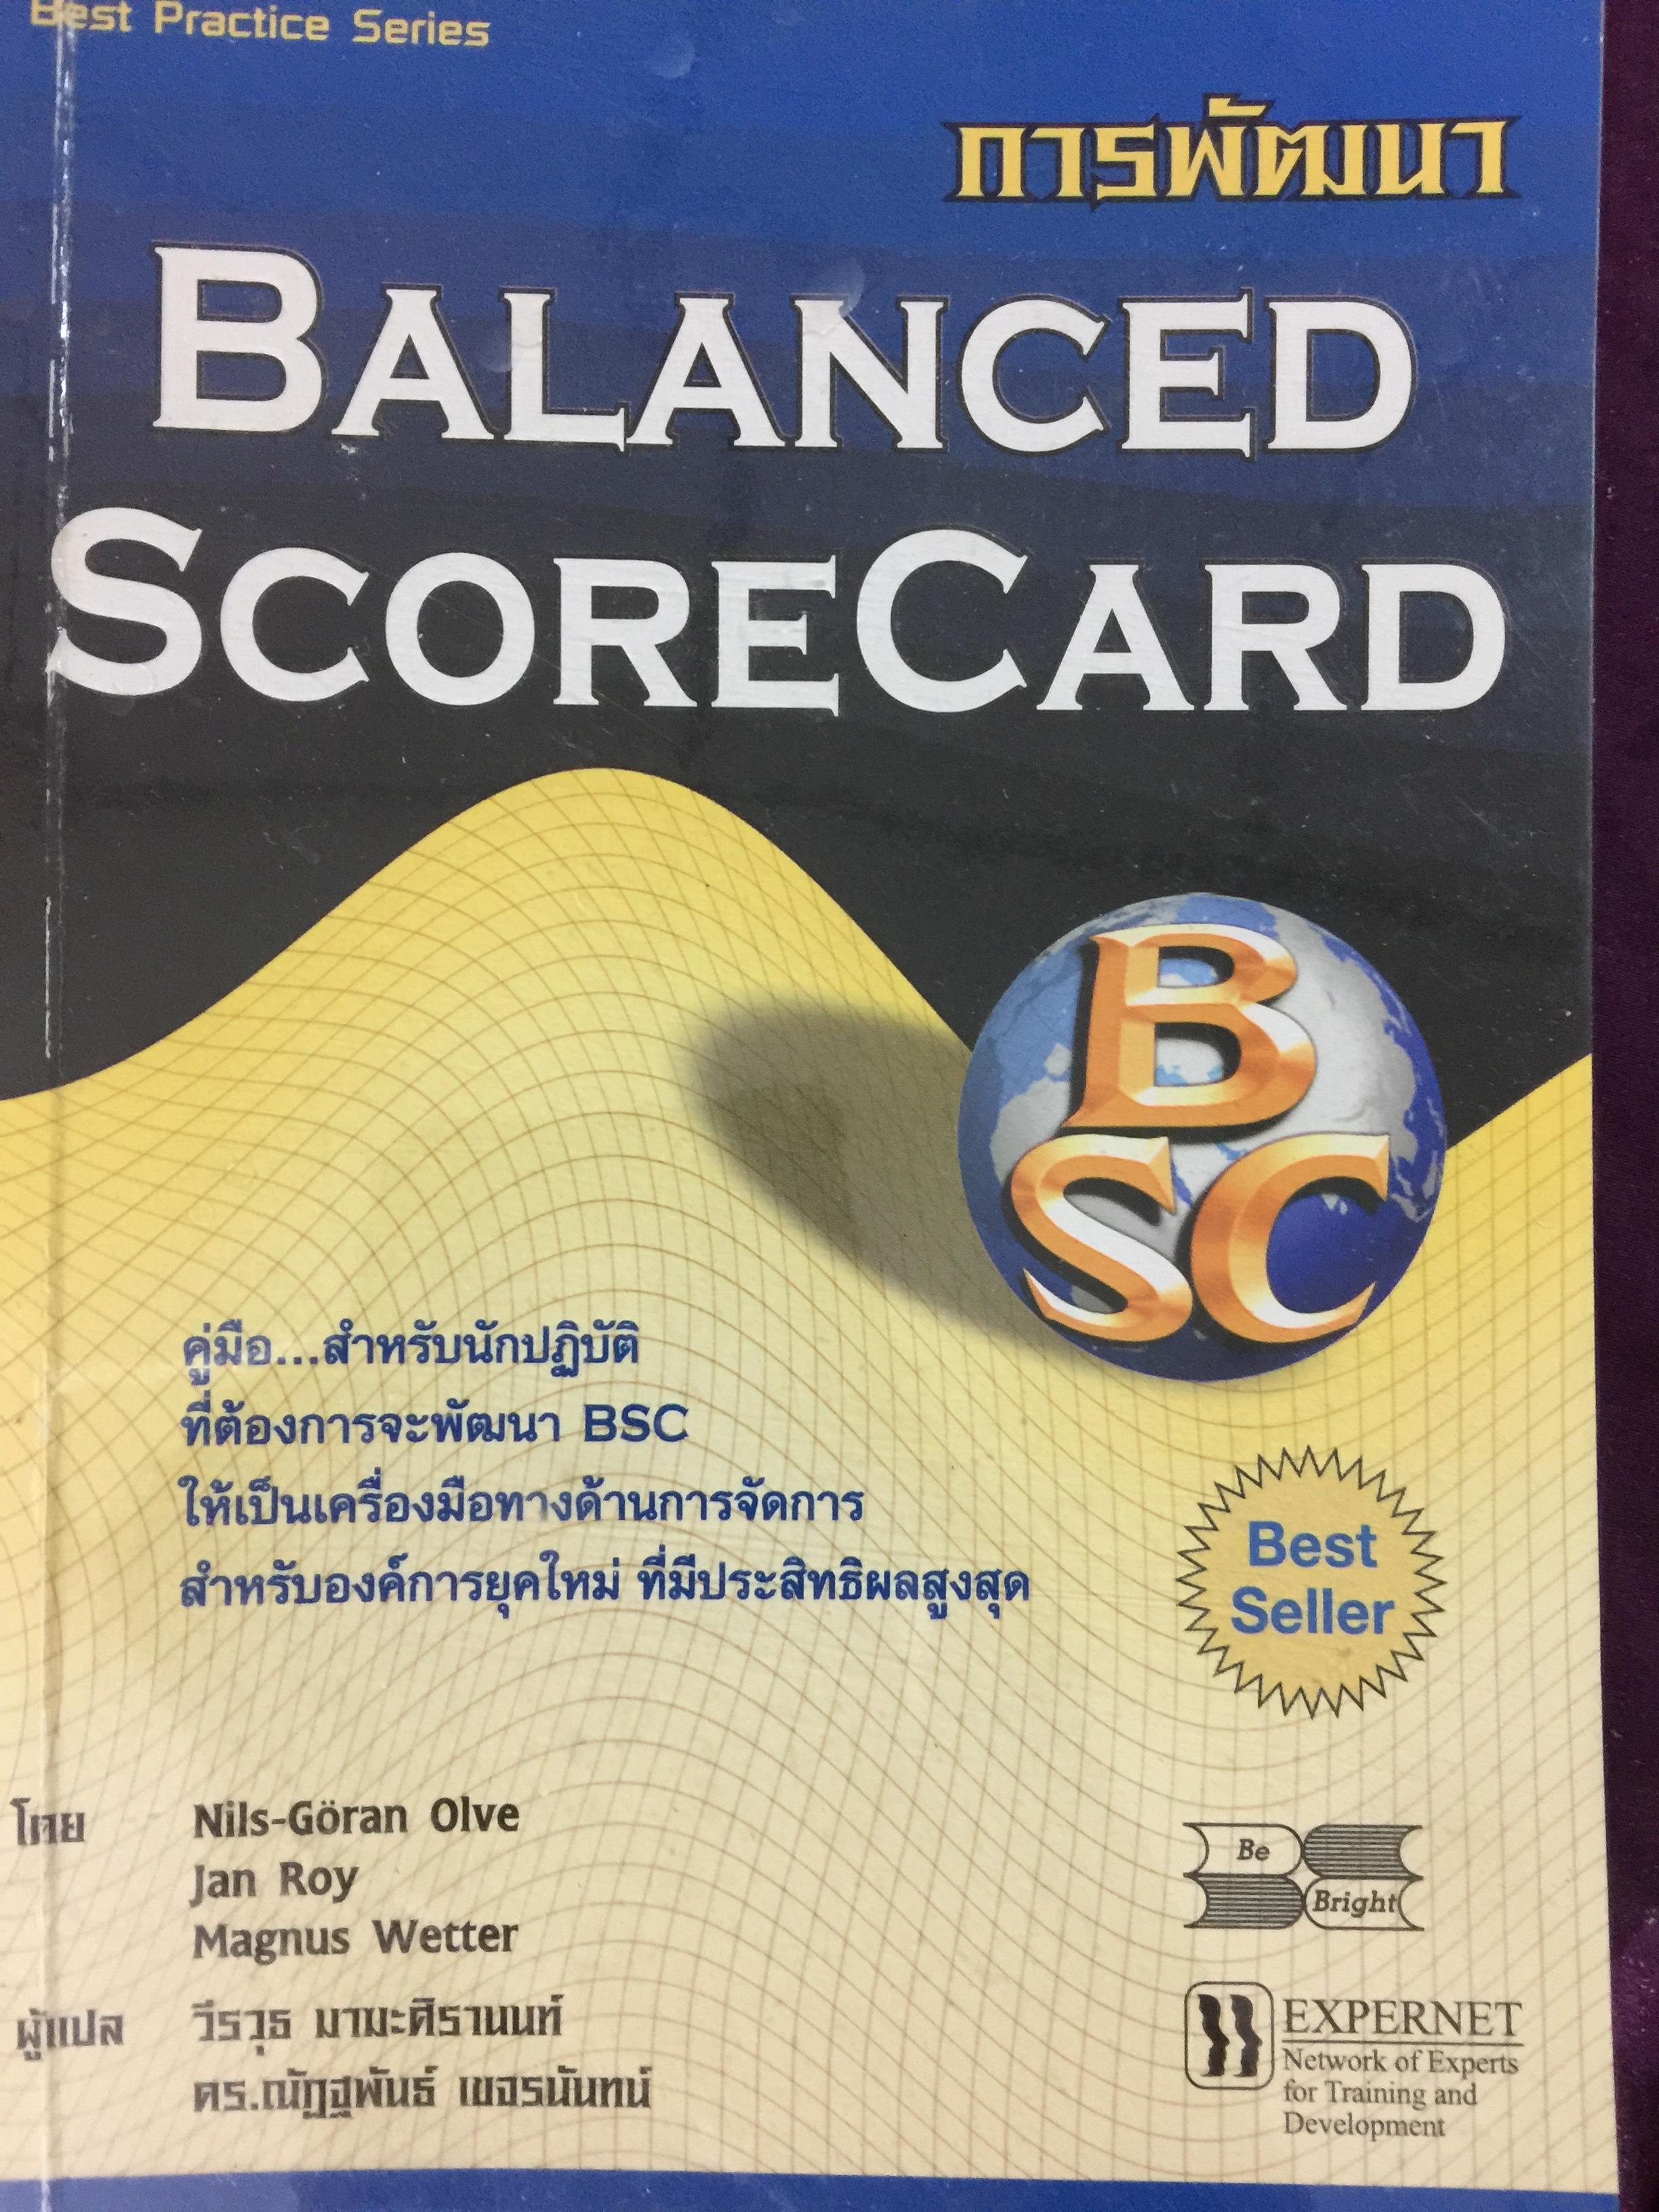 Best Practice Series
การพัฒนา
BALANCED
SCORECARD
B
SC
คู่มือ...สำหรับนักปฏิบัติ
ที่ต้องการจะพัฒนา BSC
ให้เป็นเครื่องมือทางด้านการจัดการ
สำหรับองค์การยุคใหม่ ที่มีประสิทธิผลสูงสุด
Best
Seller
โดย Nils-Göran Olve
Jan Roy
Magnus Wetter
ผู้แปล วีรวุธ มาฆะศิรานนท์
ดร.ณัฏฐพันธ์ เขจรนันทน์
Be
Bright
EXPERNET
Network of Experts
for Training and
Development